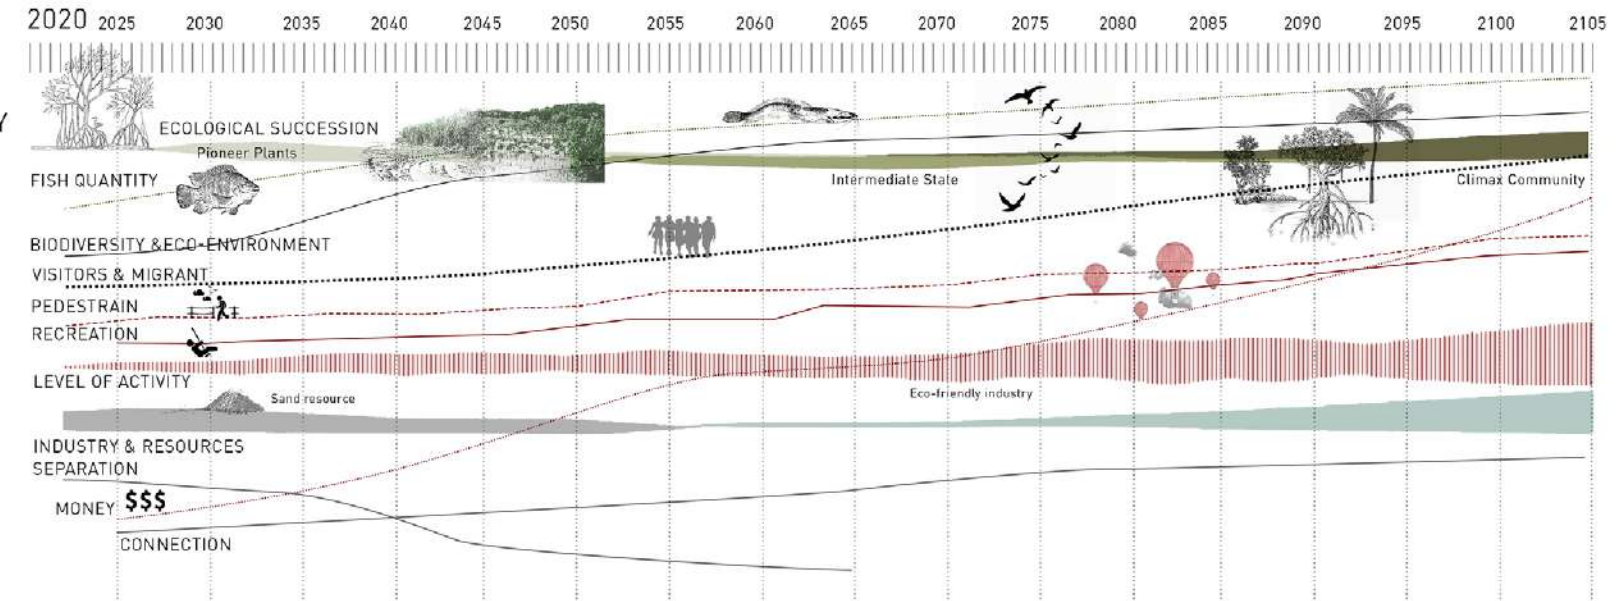 2020 2025 2030 2035 2040 2045 2050 2055 2060 2065 2070 2075 2080 2085 2090 2095 2100 2105
Y
ECOLOGICAL SUCCESSION
Pioneer Plants
FISH QUANTITY
Intermediate State
Climax Community
BIODIVERSITY &ECO-ENVIRONMENT
VISITORS & MIGRANT
PEDESTRAIN
RECREATION
LEVEL OF ACTIVITY
Sand resource
Eco-friendly industry
INDUSTRY & RESOURCES
SEPARATION
MONEY $$$
CONNECTION